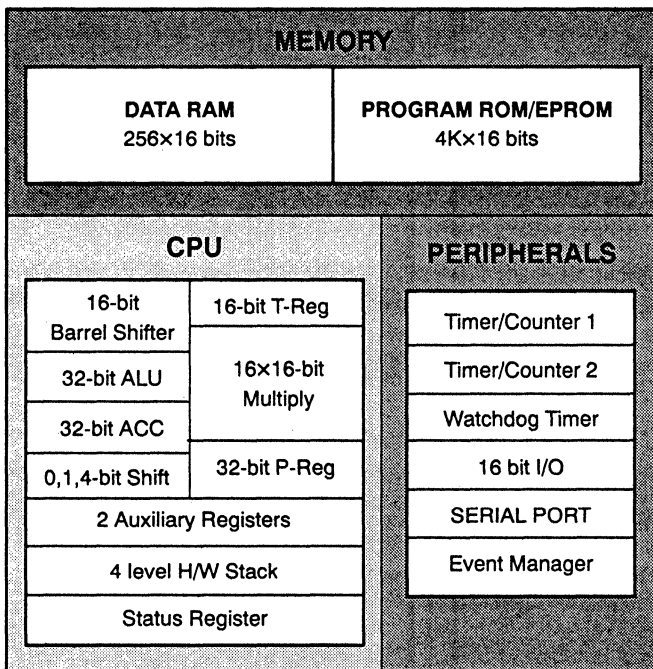 MEMORY
DATA RAM
256×16 bits
PROGRAM ROM/EPROM
4K×16 bits
CPU
16-bit
Barrel Shifter
32-bit ALU
32-bit ACC
0,1,4-bit Shift
16-bit T-Reg
16×16-bit
Multiply
32-bit P-Reg
2 Auxiliary Registers
4 level H/W Stack
Status Register
PERIPHERALS
Timer/Counter 1
Timer/Counter 2
Watchdog Timer
16 bit I/O
SERIAL PORT
Event Manager